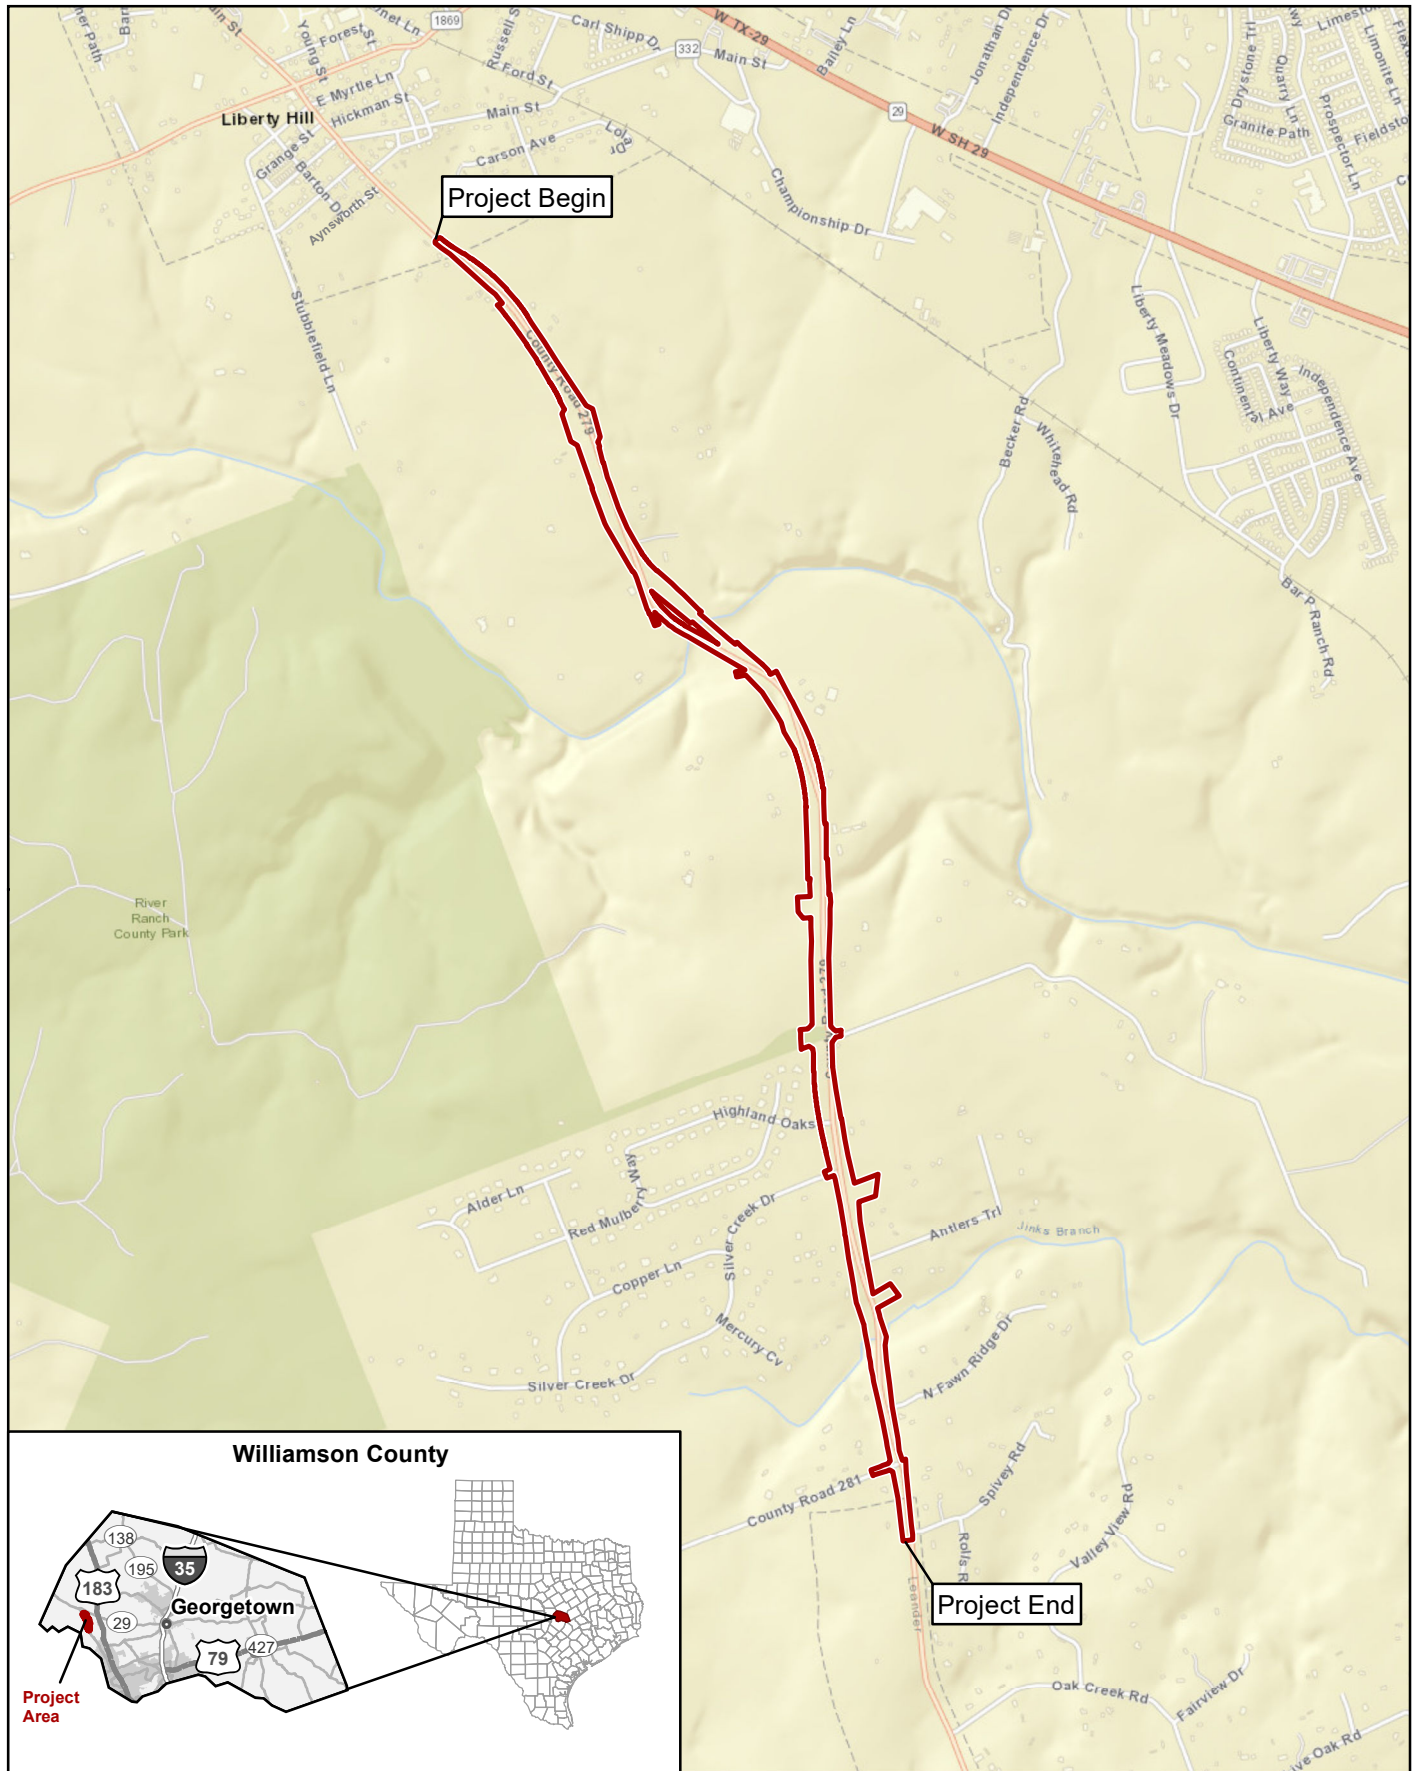 1869
Carl Shipp Dr
W TX-29
Bailey Ln
Jonathan Dr
Independence Dr
Drystone Trl
Quarry Ln
Limonite Ln
Young St
Forest St
Russell S
E Ford St
332
Main St
E Myrtle Ln
Hickman St
Liberty Hill
Main St
29
W SH 29
Granite Path
Prospector Ln
Grange St
Barton D
Carson Ave
Lola
Dr
Aynsworth St
Project Begin
Championship Dr
Stubblefield Ln
County Road 279
Liberty Meadows Dr
Liberty Way
Continental Ave
Independence Ave
Becker Rd
Whitehead Rd
Bar P Ranch Rd
River
Ranch
County Park
Highland Oaks
Red Mulberry Way
Alder Ln
Silver Creek Dr
Antlers Trl
Jinks Branch
Copper Ln
Mercury Cv
N Fawn Ridge Dr
Silver Creek Dr
County Road 281
Spivey Rd
Valley View Rd
Leander
Project End
Oak Creek Rd
Fairview Dr
ive Oak Rd
Williamson County
138
195
35
183
29
Georgetown
79
427
Project
Area